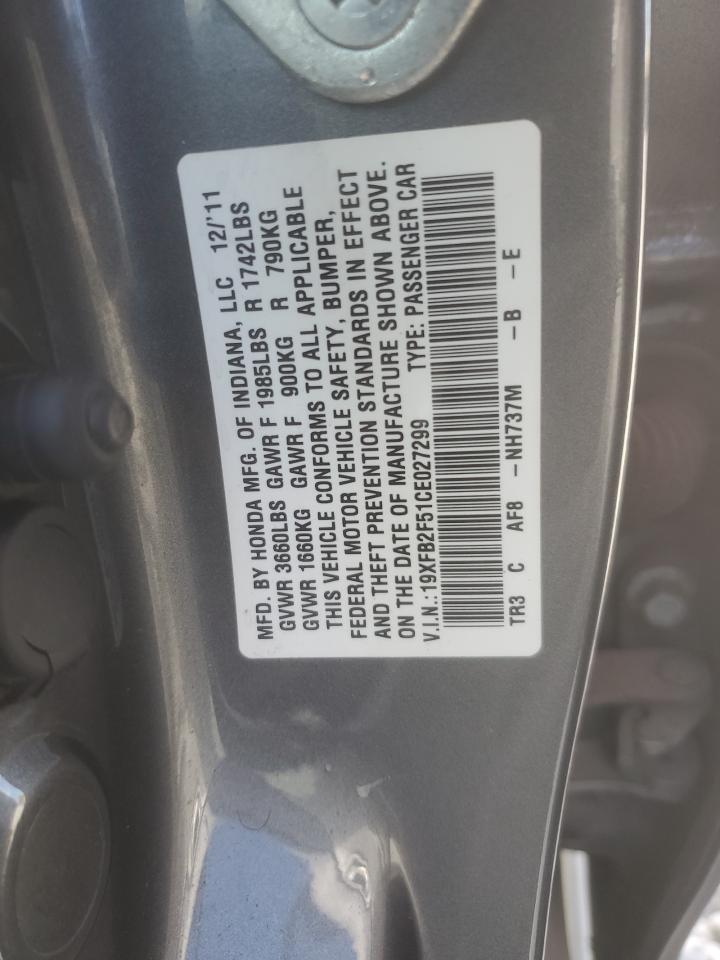 MFD. BY HONDA MFG. OF INDIANA, LLC 12/'11
GVWR 3660LBS GAWR F 1985LBS R 1742LBS
GVWR 1660KG GAWR F 900KG R 790KG
THIS VEHICLE CONFORMS TO ALL APPLICABLE
FEDERAL MOTOR VEHICLE SAFETY, BUMPER,
AND THEFT PREVENTION STANDARDS IN EFFECT
ON THE DATE OF MANUFACTURE SHOWN ABOVE.
V.I.N.:19XFB2F51CE027299 TYPE: PASSENGER CAR
TR3 C AF8 -NH737M -B -E